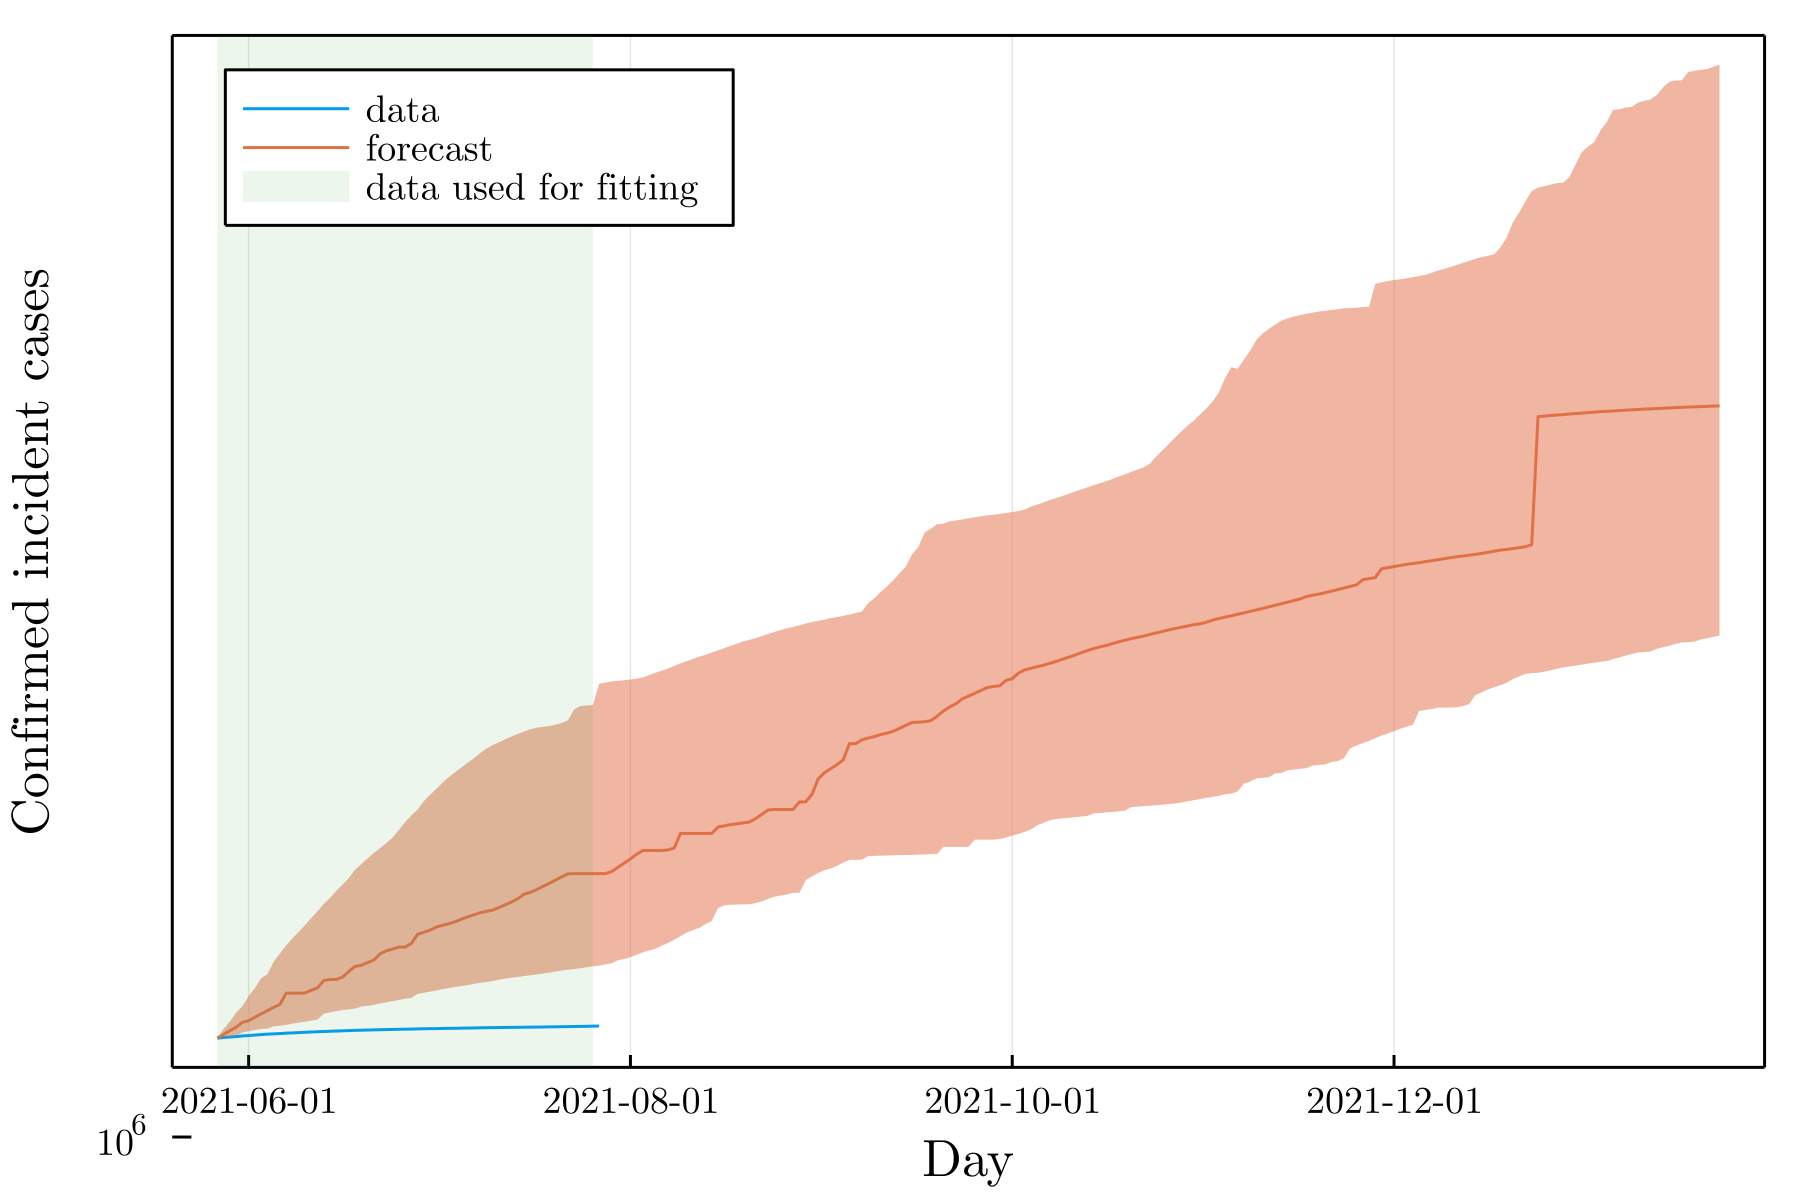 data
forecast
data used for fitting
Confirmed incident cases
2021-06-01
2021-08-01
2021-10-01
2021-12-01
10⁶
Day